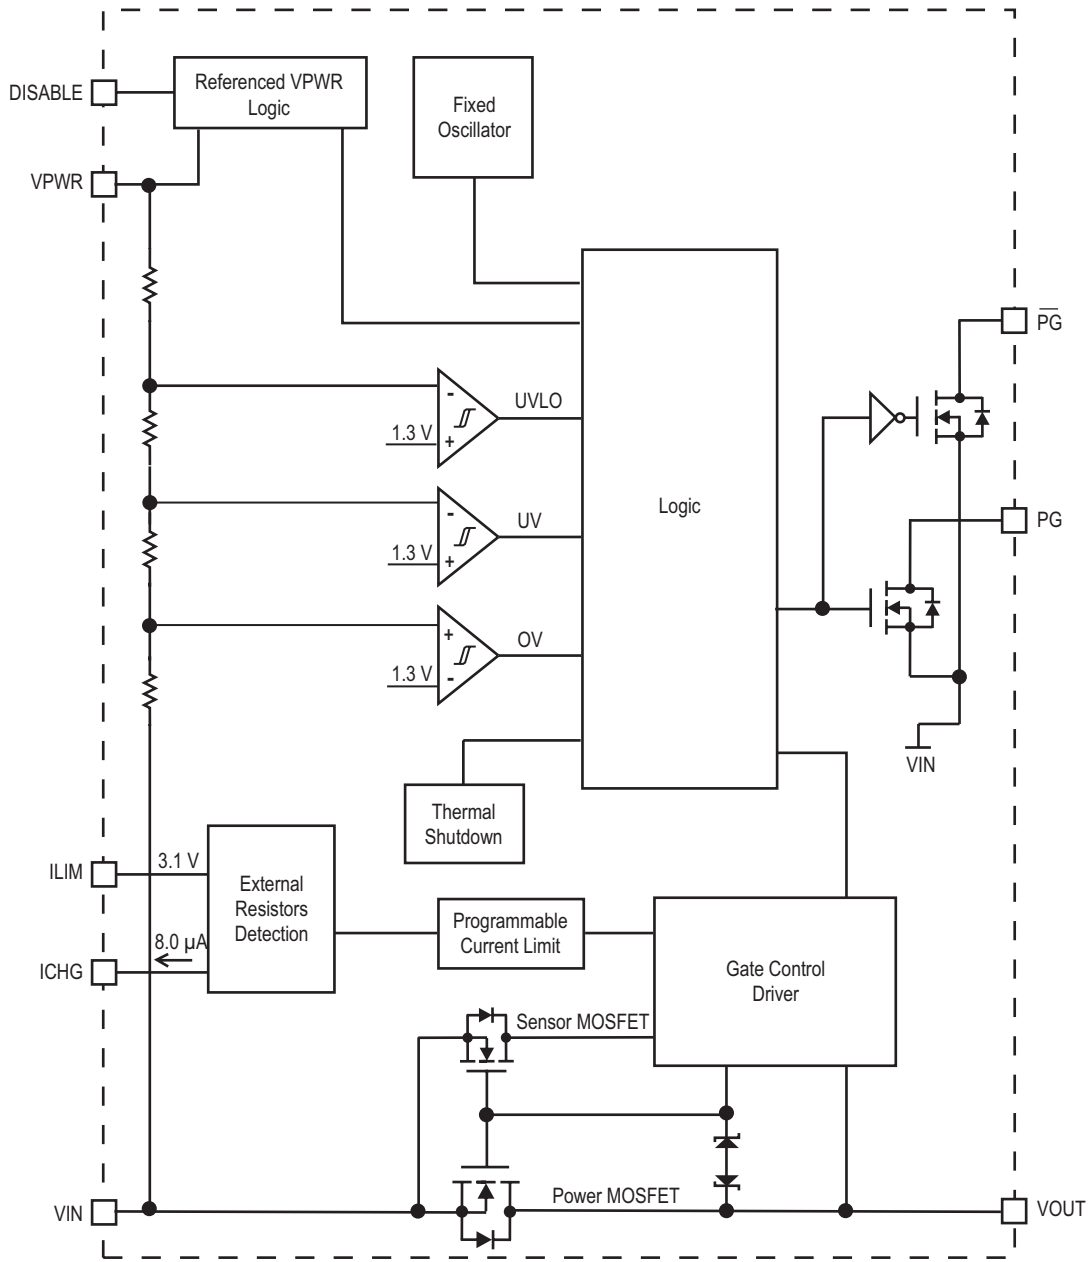 Referenced VPWR
Logic
Fixed
Oscillator
DISABLE
VPWR
P̅G̅
UVLO
1.3 V
-
+
Logic
UV
1.3 V
-
+
PG
OV
1.3 V
+
-
VIN
Thermal
Shutdown
ILIM
3.1 V
External
Resistors
Detection
8.0 µA
ICHG
Programmable
Current Limit
Gate Control
Driver
Sensor MOSFET
Power MOSFET
VIN
VOUT